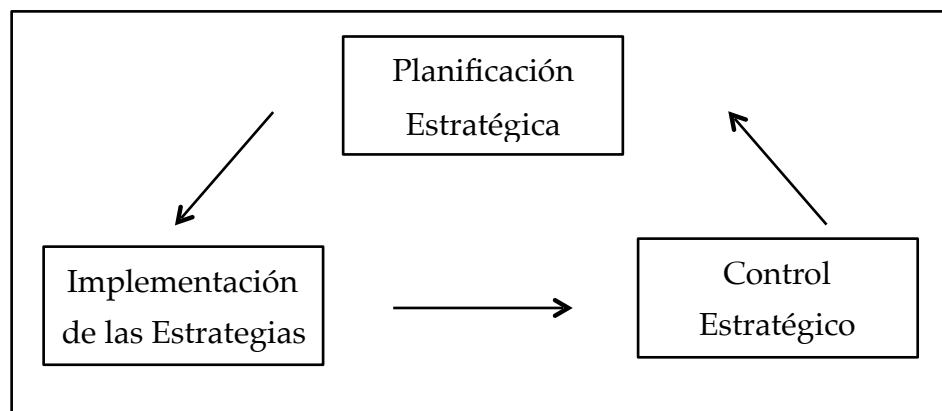 Planificación
Estratégica
Implementación
de las Estrategias
Control
Estratégico